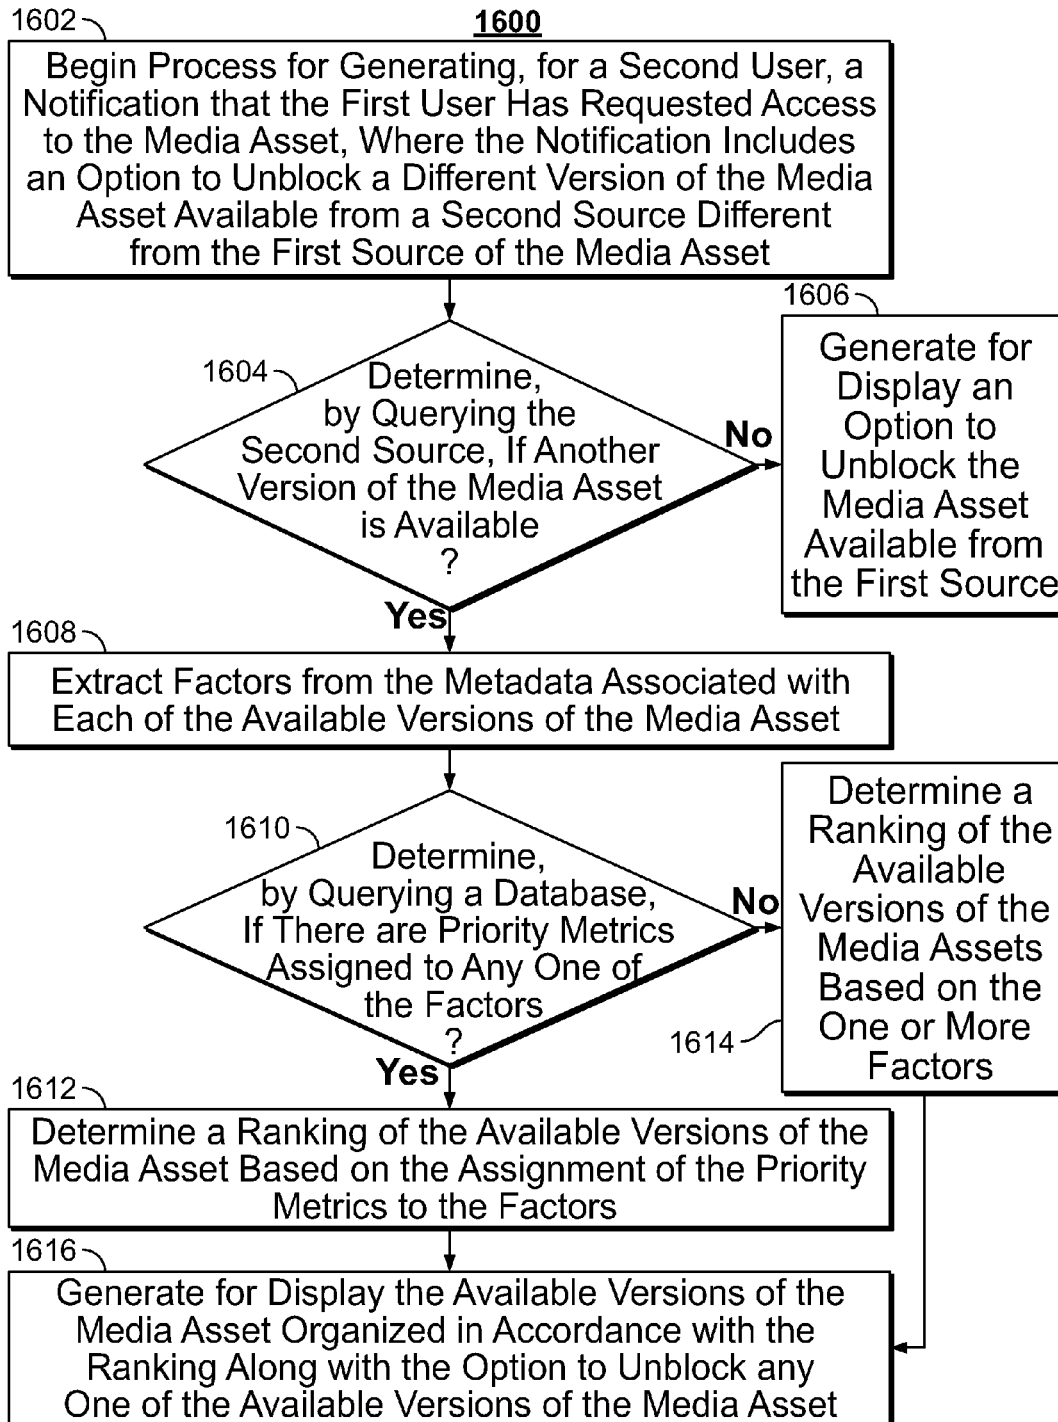 1602
1600
Begin Process for Generating, for a Second User, a
Notification that the First User Has Requested Access
to the Media Asset, Where the Notification Includes
an Option to Unblock a Different Version of the Media
Asset Available from a Second Source Different
from the First Source of the Media Asset
1604
Determine,
by Querying the
Second Source, If Another
Version of the Media Asset
is Available
?
No
Yes
1606
Generate for
Display an
Option to
Unblock the
Media Asset
Available from
the First Source
1608
Extract Factors from the Metadata Associated with
Each of the Available Versions of the Media Asset
1610
Determine,
by Querying a Database,
If There are Priority Metrics
Assigned to Any One of
the Factors
?
No
Yes
Determine a
Ranking of the
Available
Versions of the
Media Assets
Based on the
One or More
Factors
1614
1612
Determine a Ranking of the Available Versions of the
Media Asset Based on the Assignment of the Priority
Metrics to the Factors
1616
Generate for Display the Available Versions of the
Media Asset Organized in Accordance with the
Ranking Along with the Option to Unblock any
One of the Available Versions of the Media Asset